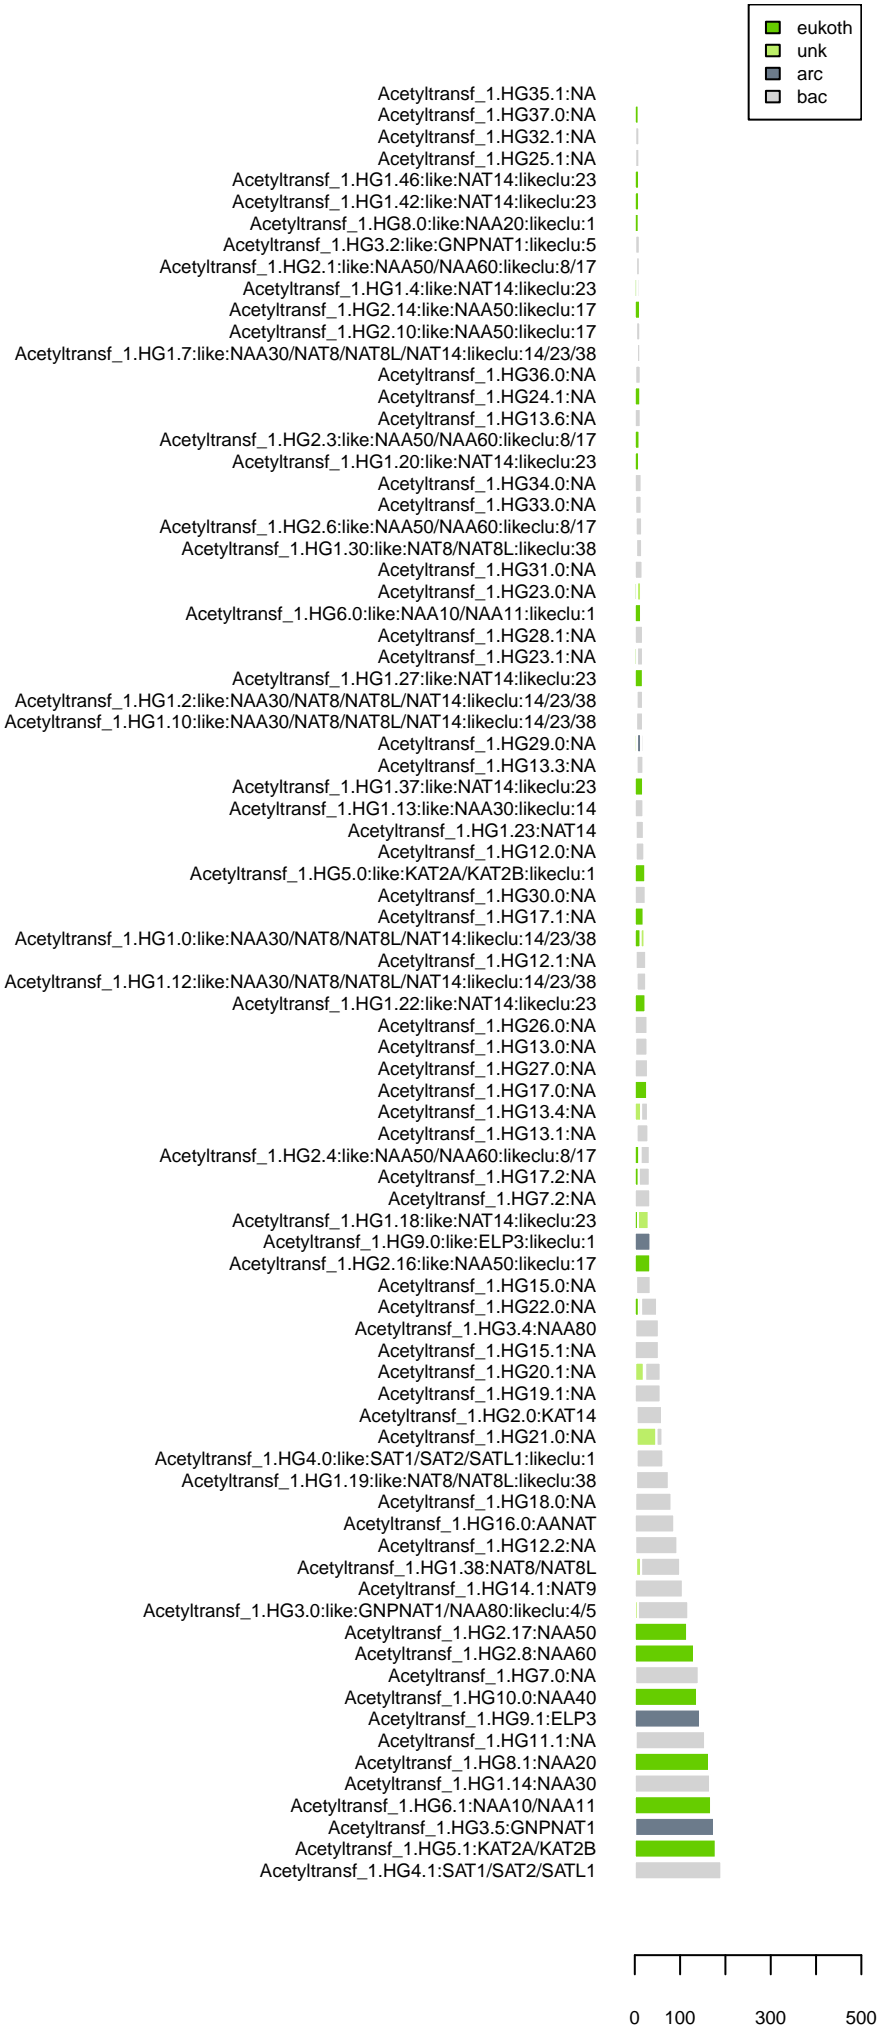 eukoth
unk
arc
bac
Acetyltransf_1.HG35.1:NA
Acetyltransf_1.HG37.0:NA
Acetyltransf_1.HG32.1:NA
Acetyltransf_1.HG25.1:NA
Acetyltransf_1.HG1.46:like:NAT14:likeclu:23
Acetyltransf_1.HG1.42:like:NAT14:likeclu:23
Acetyltransf_1.HG8.0:like:NAA20:likeclu:1
Acetyltransf_1.HG3.2:like:GNPNAT1:likeclu:5
Acetyltransf_1.HG2.1:like:NAA50/NAA60:likeclu:8/17
Acetyltransf_1.HG1.4:like:NAT14:likeclu:23
Acetyltransf_1.HG2.14:like:NAA50:likeclu:17
Acetyltransf_1.HG2.10:like:NAA50:likeclu:17
Acetyltransf_1.HG1.7:like:NAA30/NAT8/NAT8L/NAT14:likeclu:14/23/38
Acetyltransf_1.HG36.0:NA
Acetyltransf_1.HG24.1:NA
Acetyltransf_1.HG13.6:NA
Acetyltransf_1.HG2.3:like:NAA50/NAA60:likeclu:8/17
Acetyltransf_1.HG1.20:like:NAT14:likeclu:23
Acetyltransf_1.HG34.0:NA
Acetyltransf_1.HG33.0:NA
Acetyltransf_1.HG2.6:like:NAA50/NAA60:likeclu:8/17
Acetyltransf_1.HG1.30:like:NAT8/NAT8L:likeclu:38
Acetyltransf_1.HG31.0:NA
Acetyltransf_1.HG23.0:NA
Acetyltransf_1.HG6.0:like:NAA10/NAA11:likeclu:1
Acetyltransf_1.HG28.1:NA
Acetyltransf_1.HG23.1:NA
Acetyltransf_1.HG1.27:like:NAT14:likeclu:23
Acetyltransf_1.HG1.2:like:NAA30/NAT8/NAT8L/NAT14:likeclu:14/23/38
Acetyltransf_1.HG1.10:like:NAA30/NAT8/NAT8L/NAT14:likeclu:14/23/38
Acetyltransf_1.HG29.0:NA
Acetyltransf_1.HG13.3:NA
Acetyltransf_1.HG1.37:like:NAT14:likeclu:23
Acetyltransf_1.HG1.13:like:NAA30:likeclu:14
Acetyltransf_1.HG1.23:NAT14
Acetyltransf_1.HG12.0:NA
Acetyltransf_1.HG5.0:like:KAT2A/KAT2B:likeclu:1
Acetyltransf_1.HG30.0:NA
Acetyltransf_1.HG17.1:NA
Acetyltransf_1.HG1.0:like:NAA30/NAT8/NAT8L/NAT14:likeclu:14/23/38
Acetyltransf_1.HG12.1:NA
Acetyltransf_1.HG1.12:like:NAA30/NAT8/NAT8L/NAT14:likeclu:14/23/38
Acetyltransf_1.HG1.22:like:NAT14:likeclu:23
Acetyltransf_1.HG26.0:NA
Acetyltransf_1.HG13.0:NA
Acetyltransf_1.HG27.0:NA
Acetyltransf_1.HG17.0:NA
Acetyltransf_1.HG13.4:NA
Acetyltransf_1.HG13.1:NA
Acetyltransf_1.HG2.4:like:NAA50/NAA60:likeclu:8/17
Acetyltransf_1.HG17.2:NA
Acetyltransf_1.HG7.2:NA
Acetyltransf_1.HG1.18:like:NAT14:likeclu:23
Acetyltransf_1.HG9.0:like:ELP3:likeclu:1
Acetyltransf_1.HG2.16:like:NAA50:likeclu:17
Acetyltransf_1.HG15.0:NA
Acetyltransf_1.HG22.0:NA
Acetyltransf_1.HG3.4:NAA80
Acetyltransf_1.HG15.1:NA
Acetyltransf_1.HG20.1:NA
Acetyltransf_1.HG19.1:NA
Acetyltransf_1.HG2.0:KAT14
Acetyltransf_1.HG21.0:NA
Acetyltransf_1.HG4.0:like:SAT1/SAT2/SATL1:likeclu:1
Acetyltransf_1.HG1.19:like:NAT8/NAT8L:likeclu:38
Acetyltransf_1.HG18.0:NA
Acetyltransf_1.HG16.0:AANAT
Acetyltransf_1.HG12.2:NA
Acetyltransf_1.HG1.38:NAT8/NAT8L
Acetyltransf_1.HG14.1:NAT9
Acetyltransf_1.HG3.0:like:GNPNAT1/NAA80:likeclu:4/5
Acetyltransf_1.HG2.17:NAA50
Acetyltransf_1.HG2.8:NAA60
Acetyltransf_1.HG7.0:NA
Acetyltransf_1.HG10.0:NAA40
Acetyltransf_1.HG9.1:ELP3
Acetyltransf_1.HG11.1:NA
Acetyltransf_1.HG8.1:NAA20
Acetyltransf_1.HG1.14:NAA30
Acetyltransf_1.HG6.1:NAA10/NAA11
Acetyltransf_1.HG3.5:GNPNAT1
Acetyltransf_1.HG5.1:KAT2A/KAT2B
Acetyltransf_1.HG4.1:SAT1/SAT2/SATL1
0 100 300 500